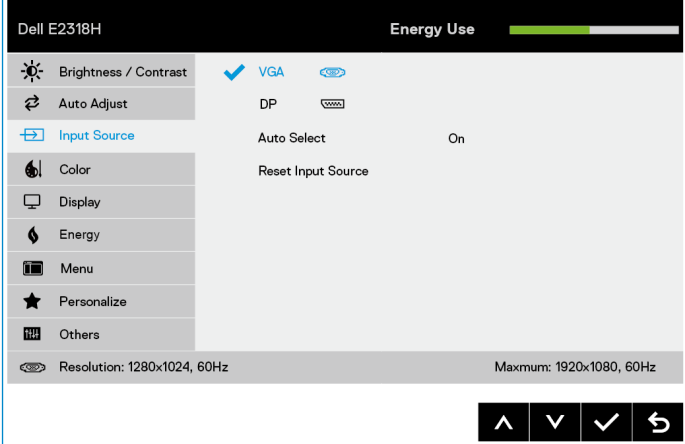 Dell E2318H
Energy Use
Brightness / Contrast
VGA
Auto Adjust
DP
Input Source
Auto Select On
Color
Reset Input Source
Display
Energy
Menu
Personalize
Others
Resolution: 1280x1024, 60Hz
Maxmum: 1920x1080, 60Hz